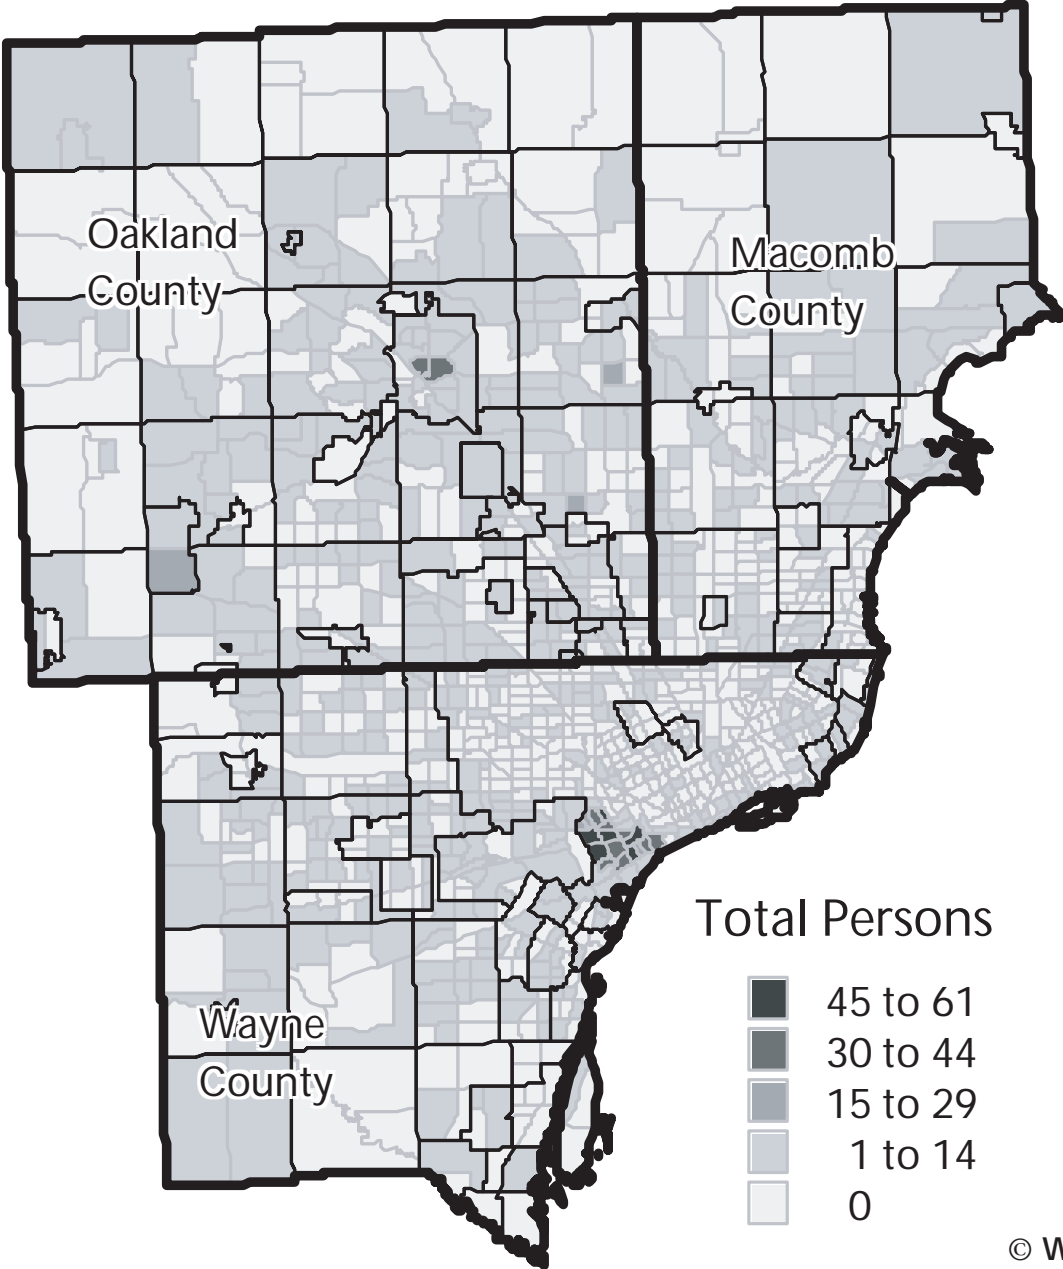 Oakland
County
Macomb
County
Total Persons
45 to 61
30 to 44
15 to 29
1 to 14
0
Wayne
County
© W